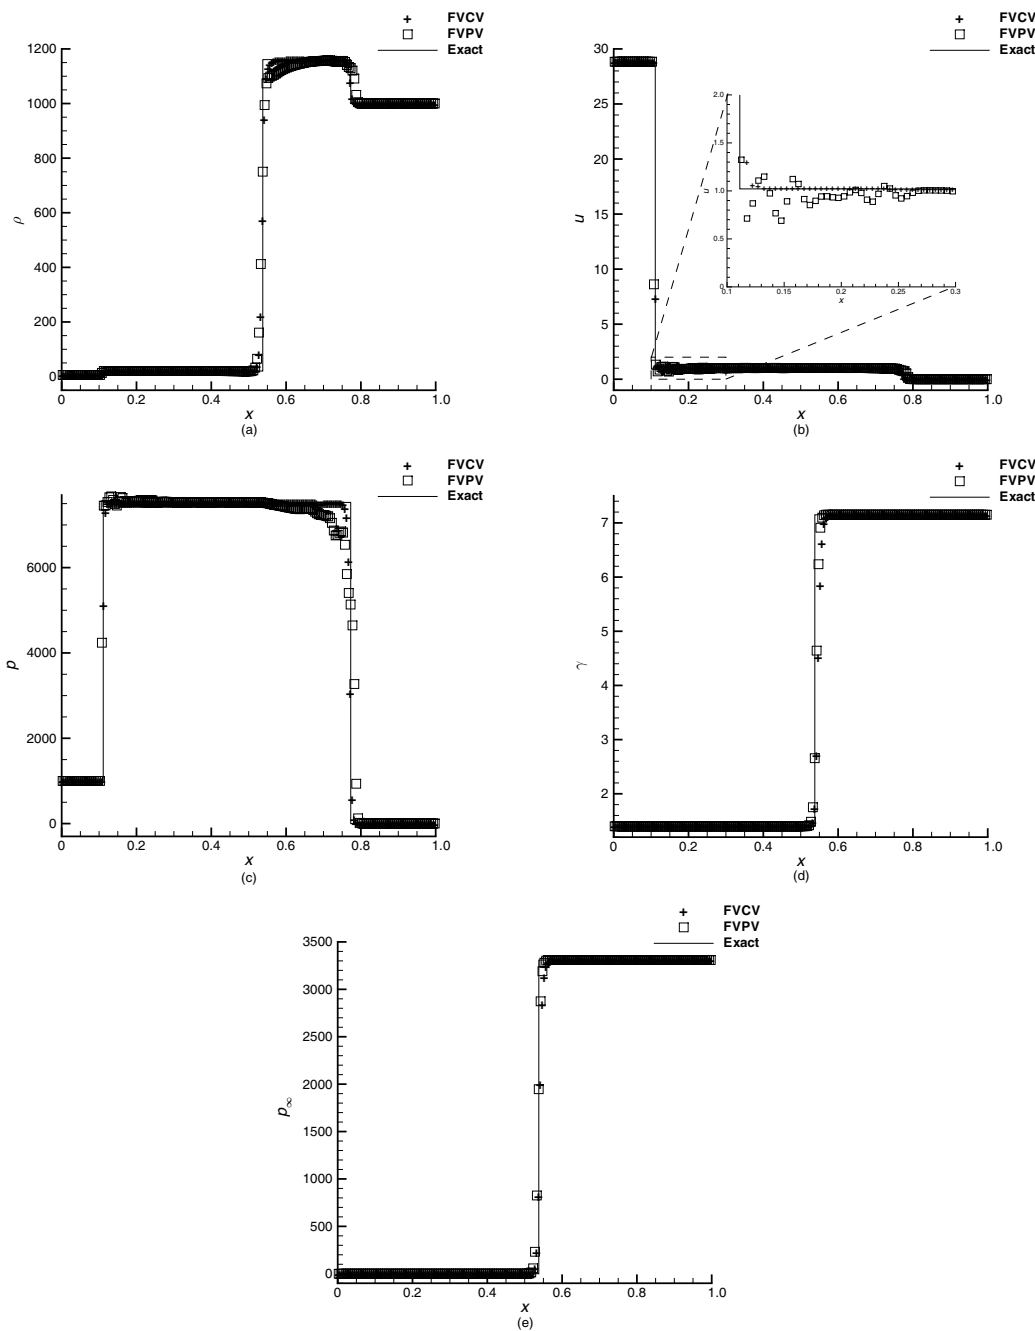 FVCV
FVPV
Exact
1200
1000
800
600
400
200
0
ρ
0 0.2 0.4 0.6 0.8 1.0
x
(a)
FVCV
FVPV
Exact
30
25
20
15
10
5
0
u
0 0.2 0.4 0.6 0.8 1.0
x
(b)
2.0
1.5
1.0
0.5
0
u
0.1 0.15 0.2 0.25 0.3
x
FVCV
FVPV
Exact
6000
4000
2000
0
p
0 0.2 0.4 0.6 0.8 1.0
x
(c)
FVCV
FVPV
Exact
7
6
5
4
3
2
γ
0 0.2 0.4 0.6 0.8 1.0
x
(d)
FVCV
FVPV
Exact
3500
3000
2500
2000
1500
1000
500
0
p∞
0 0.2 0.4 0.6 0.8 1.0
x
(e)